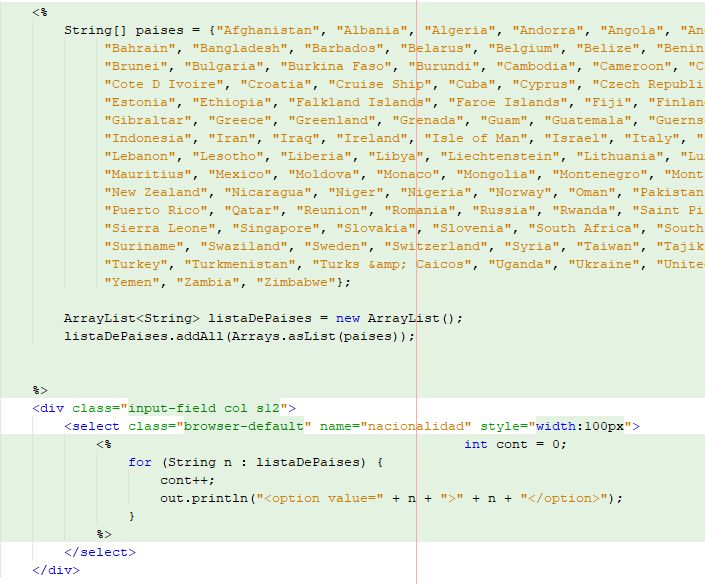 <%
String[] paises = {"Afghanistan", "Albania", "Algeria", "Andorra", "Angola", "An
"Bahrain", "Bangladesh", "Barbados", "Belarus", "Belgium", "Belize", "Benin
"Brunei", "Bulgaria", "Burkina Faso", "Burundi", "Cambodia", "Cameroon", "C
"Cote D Ivoire", "Croatia", "Cruise Ship", "Cuba", "Cyprus", "Czech Republi
"Estonia", "Ethiopia", "Falkland Islands", "Faroe Islands", "Fiji", "Finlan
"Gibraltar", "Greece", "Greenland", "Grenada", "Guam", "Guatemala", "Guerns
"Indonesia", "Iran", "Iraq", "Ireland", "Isle of Man", "Israel", "Italy", "
"Lebanon", "Lesotho", "Liberia", "Libya", "Liechtenstein", "Lithuania", "Lu
"Mauritius", "Mexico", "Moldova", "Monaco", "Mongolia", "Montenegro", "Mont
"New Zealand", "Nicaragua", "Niger", "Nigeria", "Norway", "Oman", "Pakistan
"Puerto Rico", "Qatar", "Reunion", "Romania", "Russia", "Rwanda", "Saint Pi
"Sierra Leone", "Singapore", "Slovakia", "Slovenia", "South Africa", "South
"Suriname", "Swaziland", "Sweden", "Switzerland", "Syria", "Taiwan", "Tajik
"Turkey", "Turkmenistan", "Turks &amp; Caicos", "Uganda", "Ukraine", "Unite
"Yemen", "Zambia", "Zimbabwe"};
ArrayList<String> listaDePaises = new ArrayList();
listaDePaises.addAll(Arrays.asList(paises));
%>
<div class="input-field col s12">
<select class="browser-default" name="nacionalidad" style="width:100px">
<% int cont = 0;
for (String n : listaDePaises) {
cont++;
out.println("<option value=" + n + ">" + n + "</option>");
}
%>
</select>
</div>